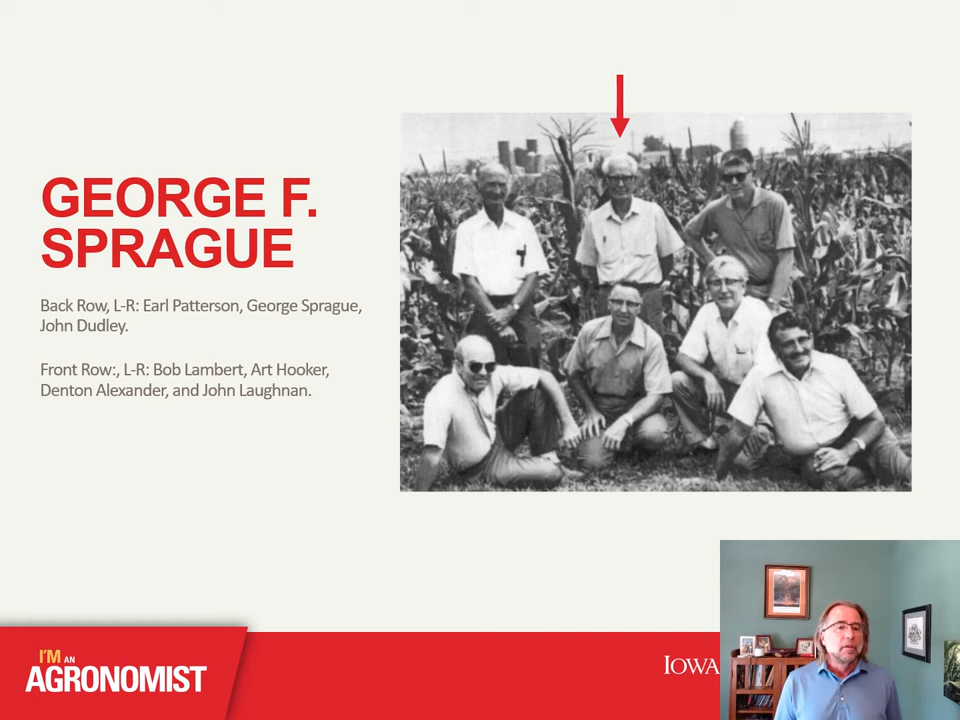 GEORGE F.
SPRAGUE
Back Row, L-R: Earl Patterson, George Sprague,
John Dudley.
Front Row:, L-R: Bob Lambert, Art Hooker,
Denton Alexander, and John Laughnan.
I'M AN
AGRONOMIST
IOWA